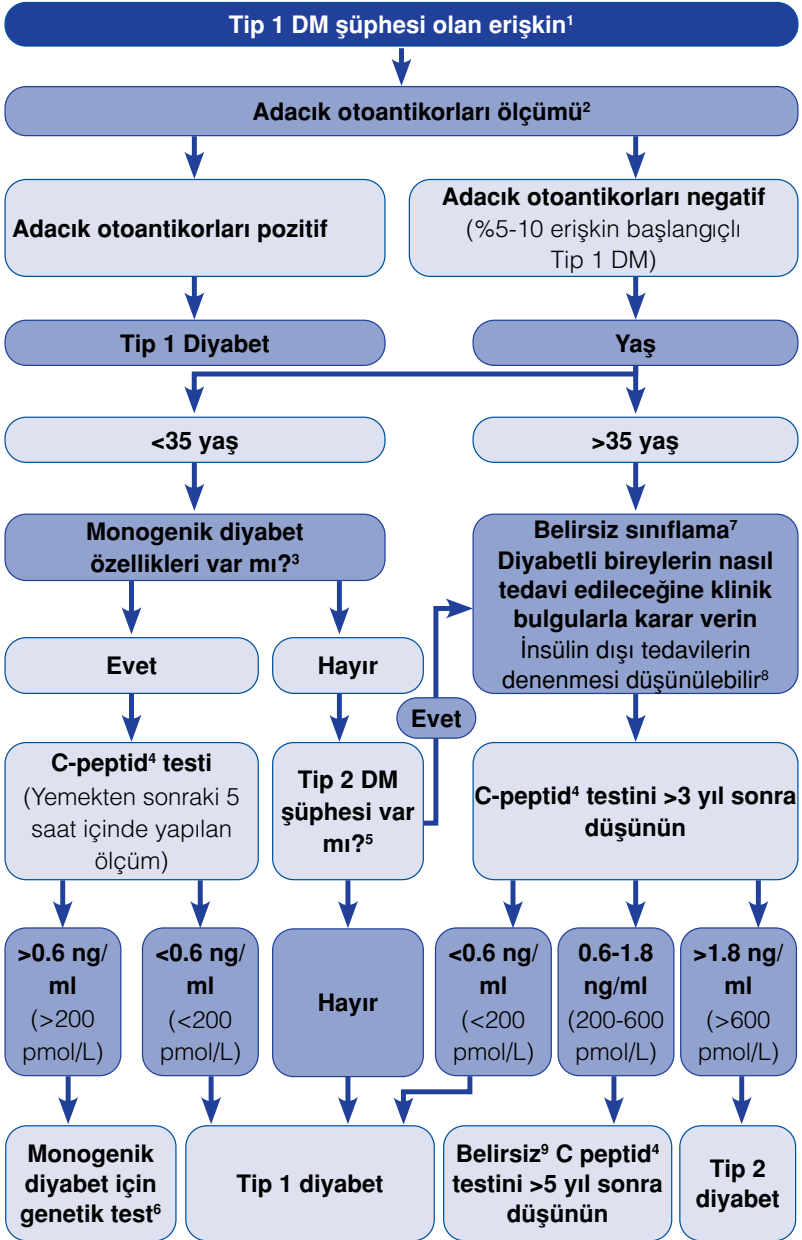 Tip 1 DM şüphesi olan erişkin¹
Adacık otoantikorları ölçümü²
Adacık otoantikorları pozitif
Adacık otoantikorları negatif
(%5-10 erişkin başlangıçlı
Tip 1 DM)
Tip 1 Diyabet
Yaş
<35 yaş
>35 yaş
Monogenik diyabet
özellikleri var mı?³
Belirsiz sınıflama⁷
Diyabetli bireylerin nasıl
tedavi edileceğine klinik
bulgularla karar verin
İnsülin dışı tedavilerin
denenmesi düşünülebilir⁸
Evet
Hayır
Evet
C-peptid⁴ testi
(Yemekten sonraki 5
saat içinde yapılan
ölçüm)
Tip 2 DM
şüphesi var
mı?⁵
C-peptid⁴ testini >3 yıl sonra
düşünün
>0.6 ng/
ml
(>200
pmol/L)
<0.6 ng/
ml
(<200
pmol/L)
Hayır
<0.6 ng/
ml
(<200
pmol/L)
0.6-1.8
ng/ml
(200-600
pmol/L)
>1.8 ng/
ml
(>600
pmol/L)
Monogenik
diyabet için
genetik test⁶
Tip 1 diyabet
Belirsiz⁹ C peptid⁴
testini >5 yıl sonra
düşünün
Tip 2
diyabet